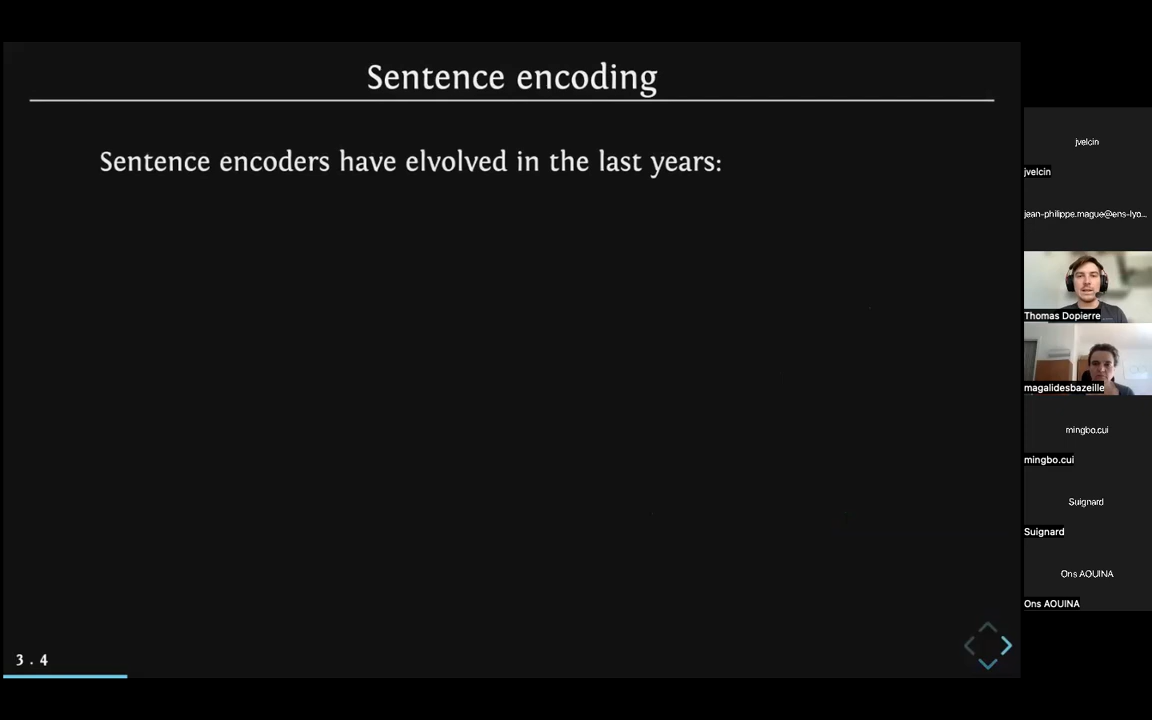 Sentence encoding
Sentence encoders have elvolved in the last years:
3 . 4
jvelcin
jvelcin
jean-philippe.mague@ens-lyo...
Thomas Dopierre
magalidesbazeille
mingbo.cui
mingbo.cui
Suignard
Suignard
Ons AOUINA
Ons AOUINA